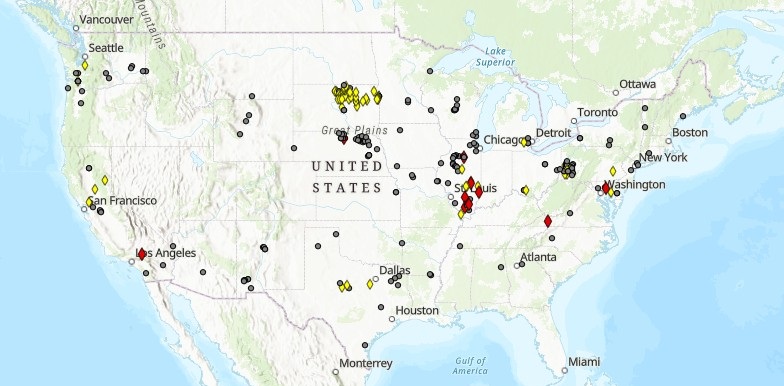 Vancouver
Mountains
Seattle
Lake
Superior
Ottawa
Toronto
Great Plains
Chicago
Detroit
Boston
New York
UNITED
STATES
St Louis
Washington
San Francisco
Los Angeles
Dallas
Atlanta
Houston
Monterrey
Gulf of
America
Miami